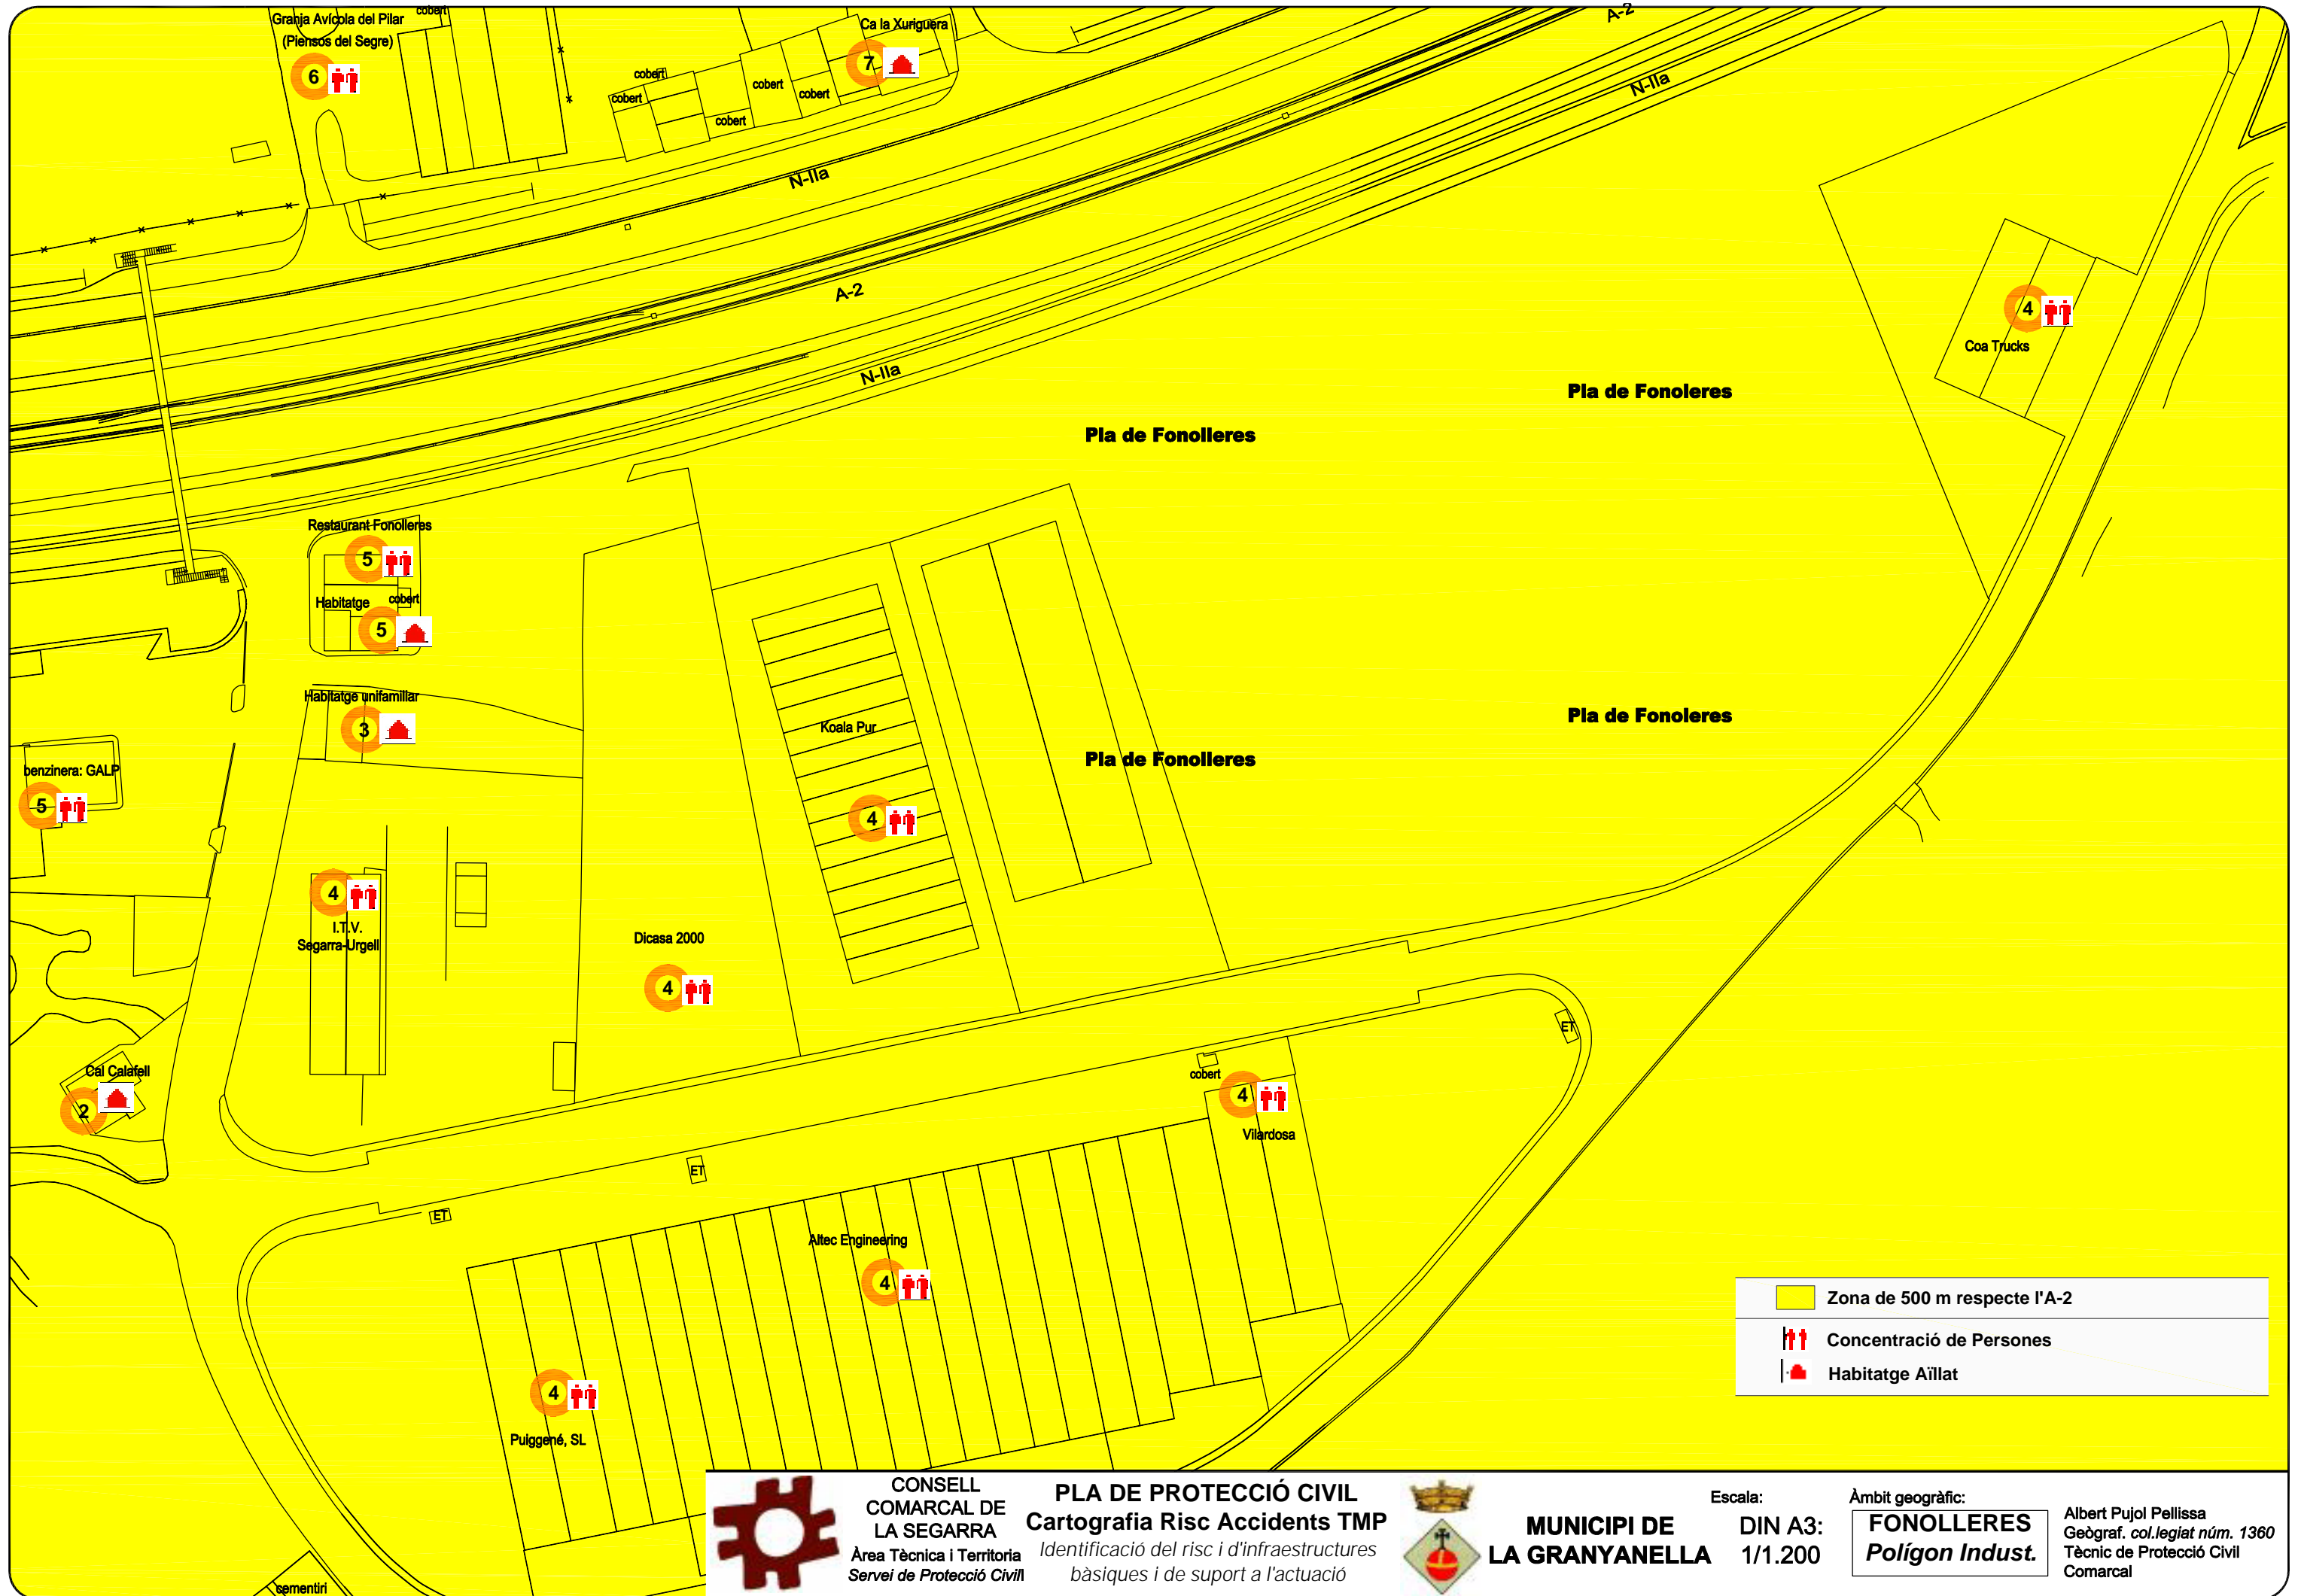 Granja Avícola del Pilar
(Piensos del Segre)
6
cobert
Ca la Xuriguera
7
cobert
cobert
cobert
cobert
cobert
A-2
N-IIa
N-IIa
A-2
N-IIa
Coa Trucks
4
Pla de Fonoleres
Pla de Fonolleres
Restaurant Fonolleres
5
Habitatge
cobert
5
Habitatge unifamiliar
3
benzinera: GALP
5
Koala Pur
4
Pla de Fonoleres
Pla de Fonolleres
4
I.T.V.
Segarra-Urgell
Dicasa 2000
4
Cal Calafell
2
ET
cobert
4
Vilardosa
ET
ET
Altec Engineering
4
4
Puiggené, SL
cementiri
Zona de 500 m respecte l'A-2
Concentració de Persones
Habitatge Aïllat
CONSELL
COMARCAL DE
LA SEGARRA
Àrea Tècnica i Territoria
Servei de Protecció Civill
PLA DE PROTECCIÓ CIVIL
Cartografia Risc Accidents TMP
Identificació del risc i d'infraestructures
bàsiques i de suport a l'actuació
MUNICIPI DE
LA GRANYANELLA
Escala:
DIN A3:
1/1.200
Àmbit geogràfic:
FONOLLERES
Polígon Indust.
Albert Pujol Pellissa
Geògraf. col.legiat núm. 1360
Tècnic de Protecció Civil
Comarcal